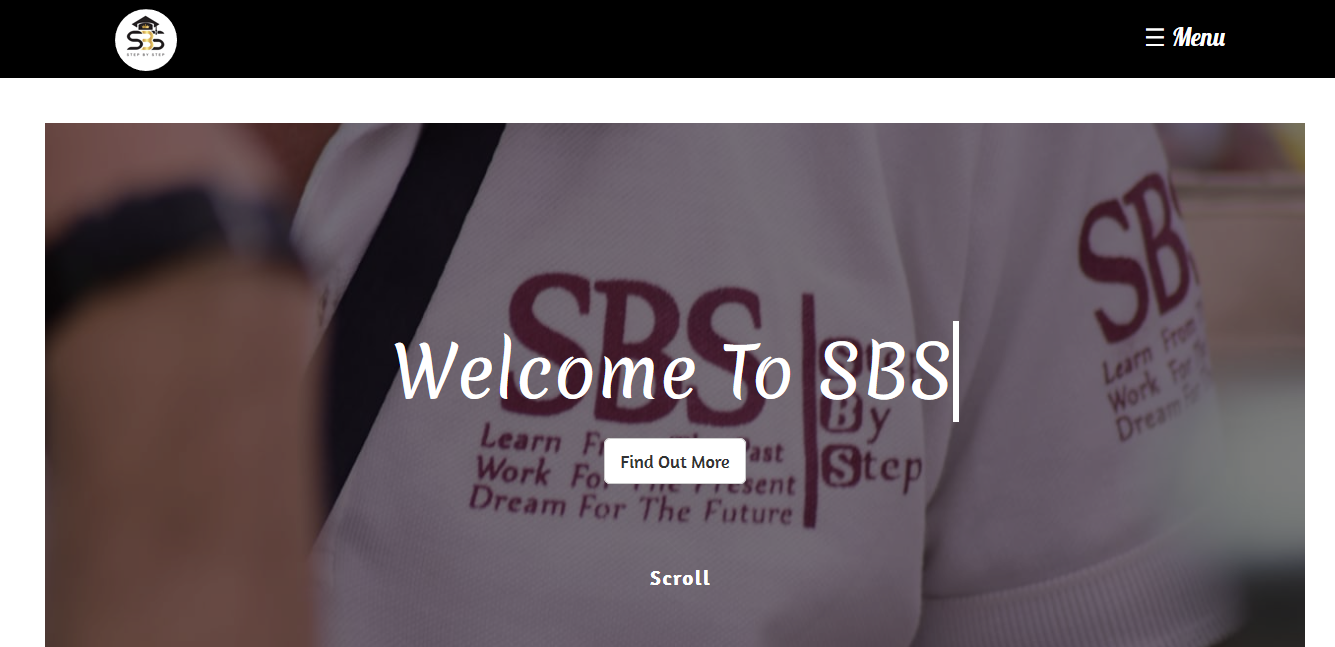 SBS
STEP BY STEP
☰ Menu
SBS
SBS
Welcome To SBS
By
Step
Learn
Past
Work For The Present
Dream For The Future
Learn From
Work For The
Dream For
Find Out More
Scroll